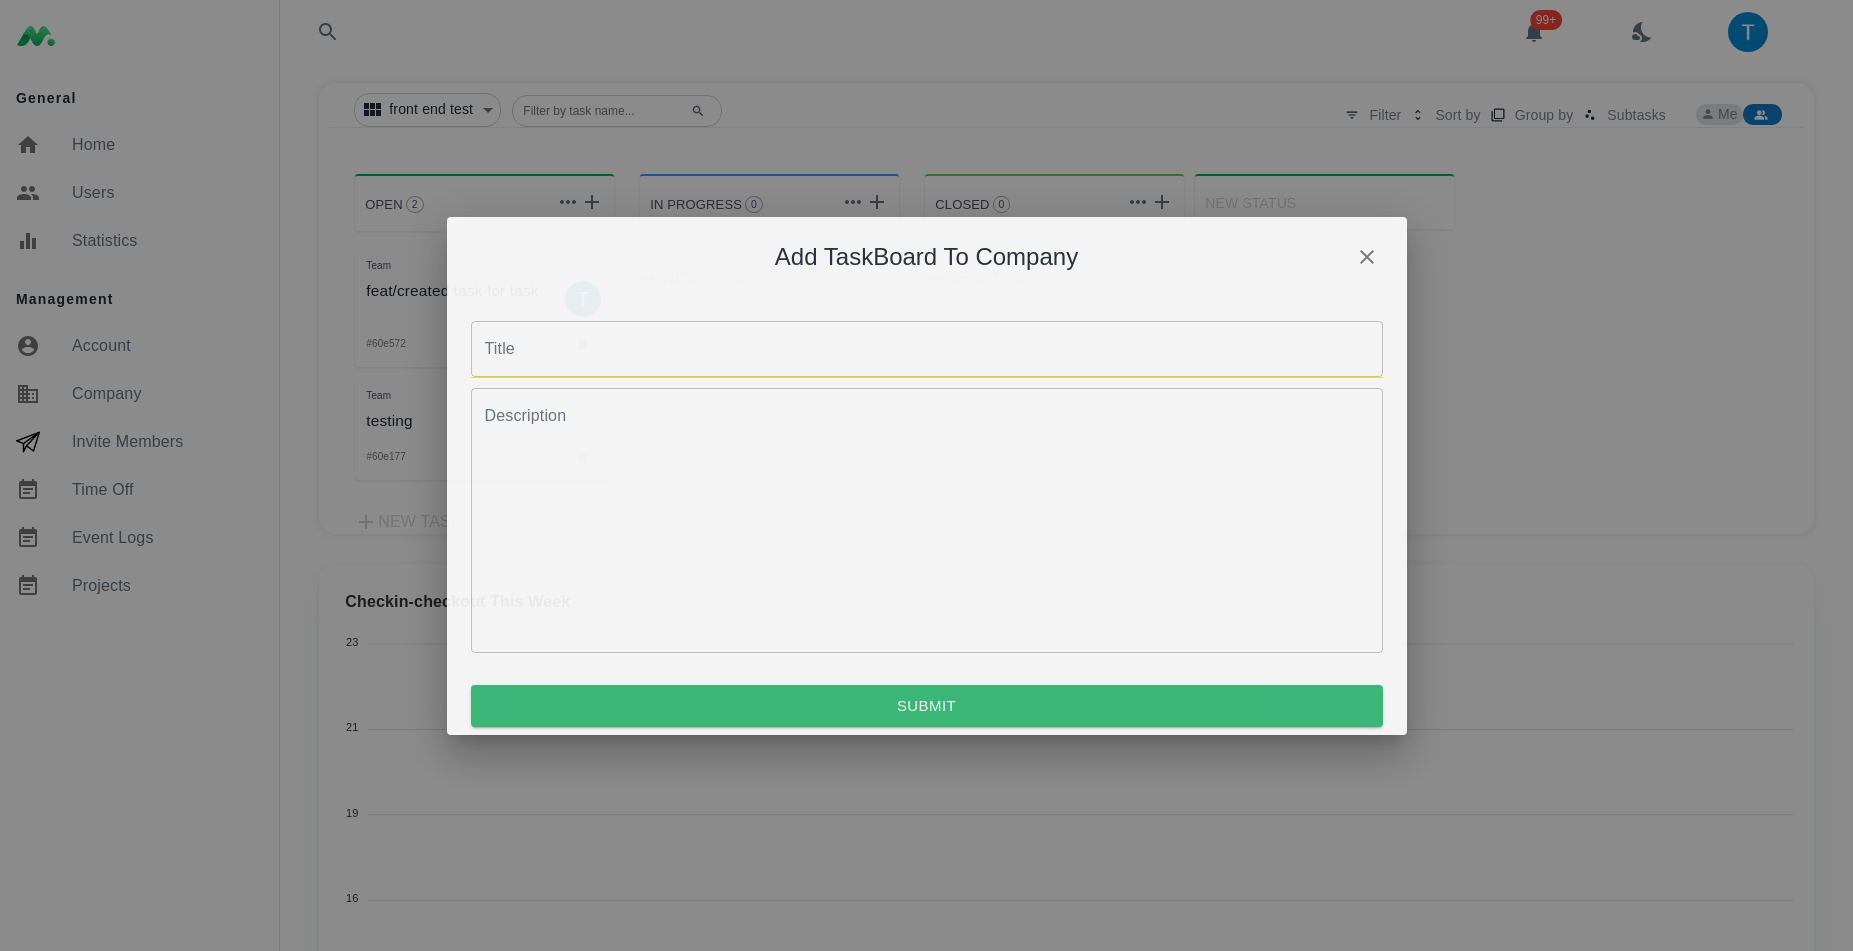 General
Home
Users
Statistics
Management
Account
Company
Invite Members
Time Off
Event Logs
Projects
99+
T
front end test
Filter by task name...
Filter
Sort by
Group by
Subtasks
Me
OPEN 2
IN PROGRESS 0
CLOSED 0
NEW STATUS
Team
feat/created task for task
T
#60e572
Team
testing
#60e177
NEW TAS
Add TaskBoard To Company
Title
Description
SUBMIT
Checkin-checkout This Week
23
21
19
16